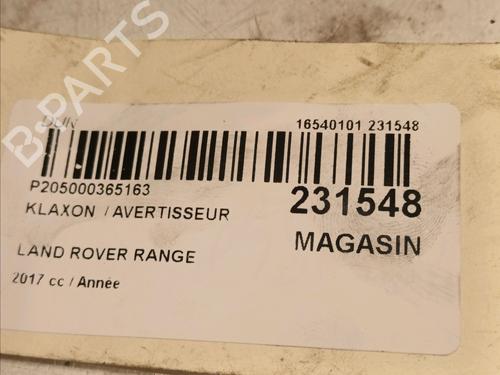 B-PARTS
16540101 231548
P205000365163
KLAXON / AVERTISSEUR
231548
LAND ROVER RANGE
MAGASIN
2017 cc / Année